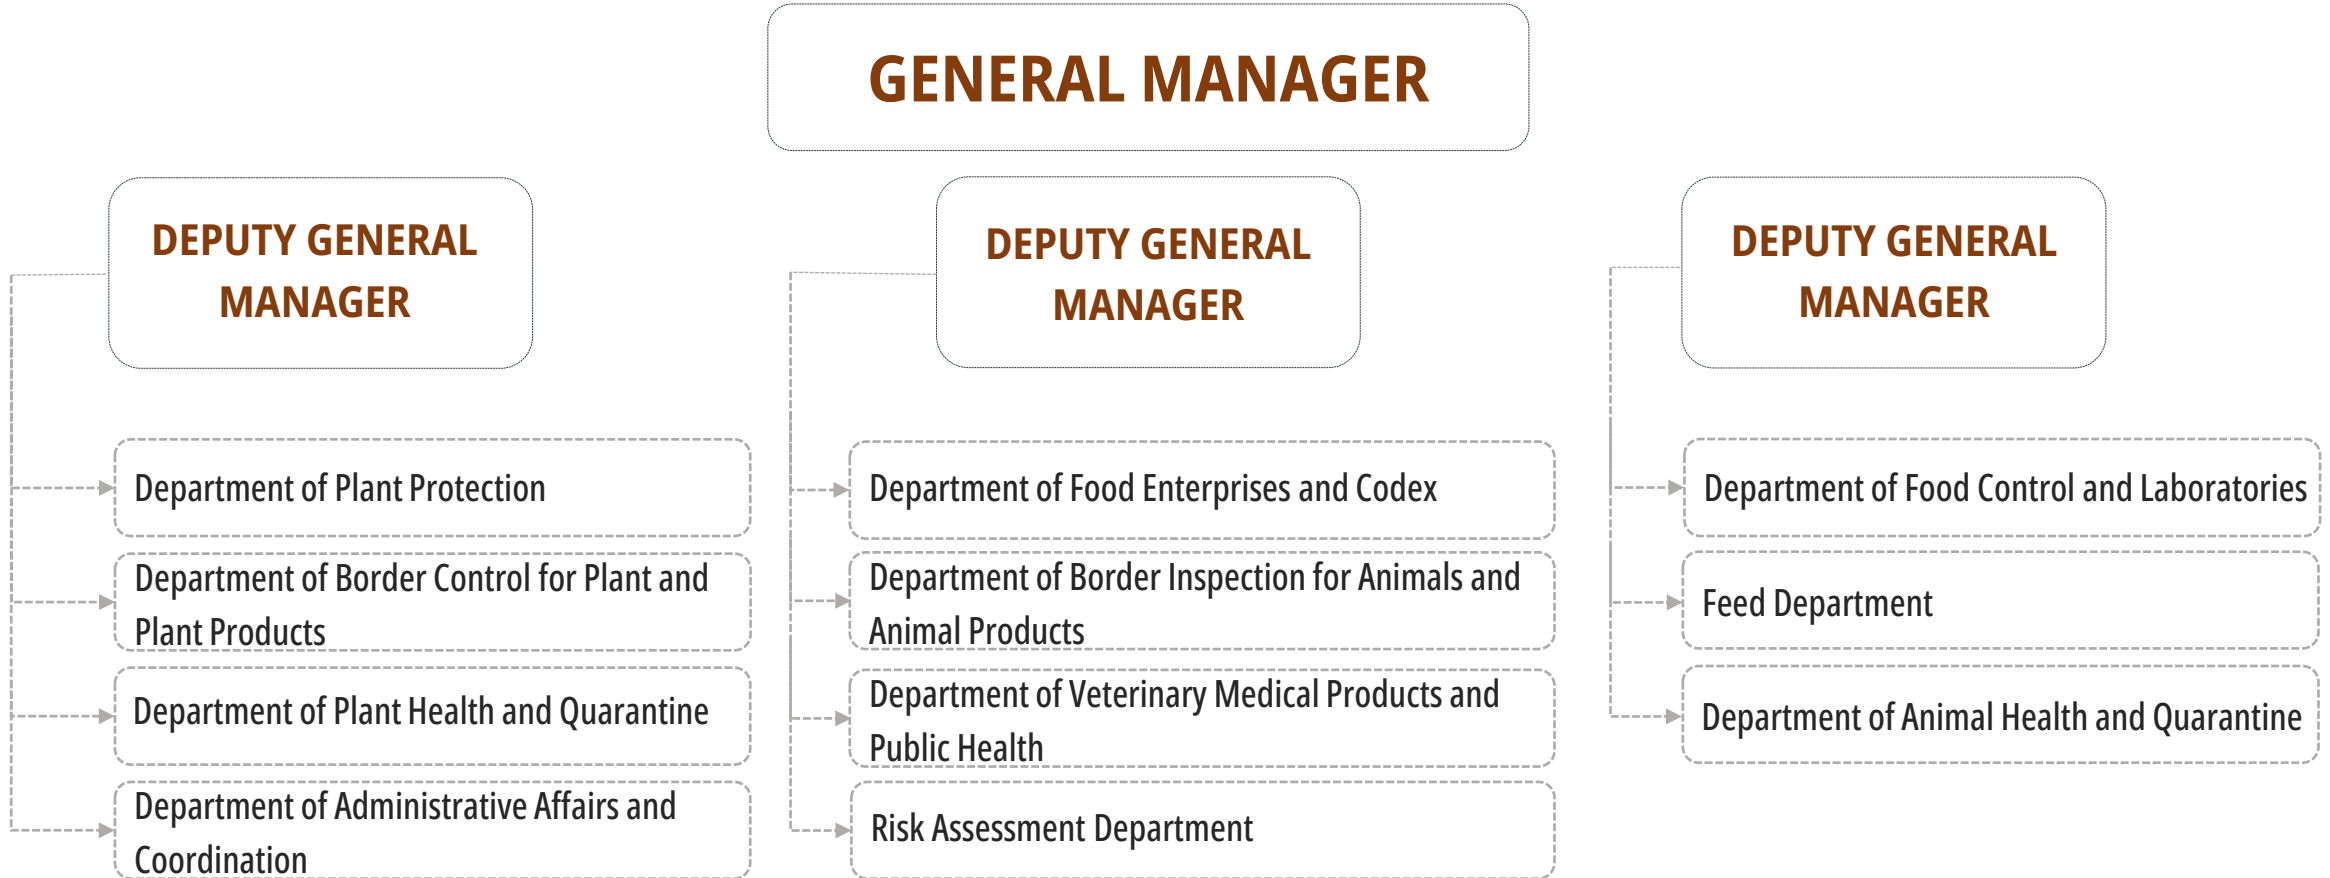 GENERAL MANAGER
DEPUTY GENERAL
MANAGER
Department of Plant Protection
Department of Border Control for Plant and
Plant Products
Department of Plant Health and Quarantine
Department of Administrative Affairs and
Coordination
DEPUTY GENERAL
MANAGER
Department of Food Enterprises and Codex
Department of Border Inspection for Animals and
Animal Products
Department of Veterinary Medical Products and
Public Health
Risk Assessment Department
DEPUTY GENERAL
MANAGER
Department of Food Control and Laboratories
Feed Department
Department of Animal Health and Quarantine